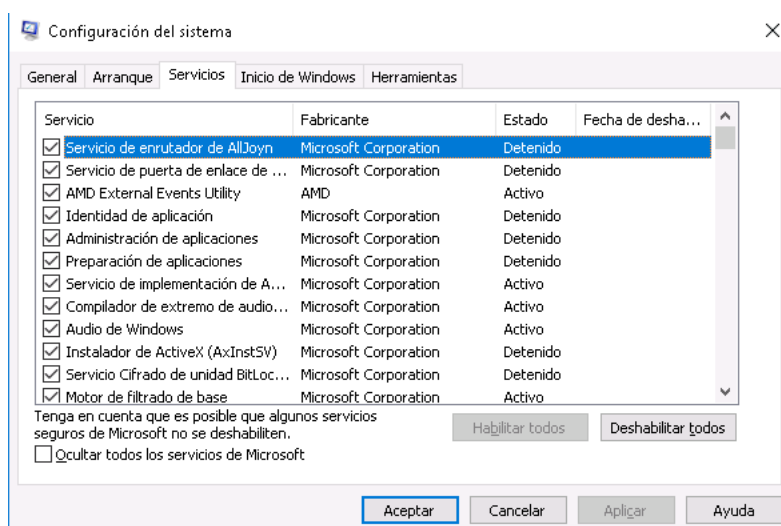 Configuración del sistema
General Arranque Servicios Inicio de Windows Herramientas
Servicio Fabricante Estado Fecha de desha...
Servicio de enrutador de AllJoyn Microsoft Corporation Detenido
Servicio de puerta de enlace de ... Microsoft Corporation Detenido
AMD External Events Utility AMD Activo
Identidad de aplicación Microsoft Corporation Detenido
Administración de aplicaciones Microsoft Corporation Detenido
Preparación de aplicaciones Microsoft Corporation Detenido
Servicio de implementación de A... Microsoft Corporation Activo
Compilador de extremo de audio... Microsoft Corporation Activo
Audio de Windows Microsoft Corporation Activo
Instalador de ActiveX (AxInstSV) Microsoft Corporation Detenido
Servicio Cifrado de unidad BitLoc... Microsoft Corporation Detenido
Motor de filtrado de base Microsoft Corporation Activo
Tenga en cuenta que es posible que algunos servicios
seguros de Microsoft no se deshabiliten.
Habilitar todos Deshabilitar todos
Ocultar todos los servicios de Microsoft
Aceptar Cancelar Aplicar Ayuda